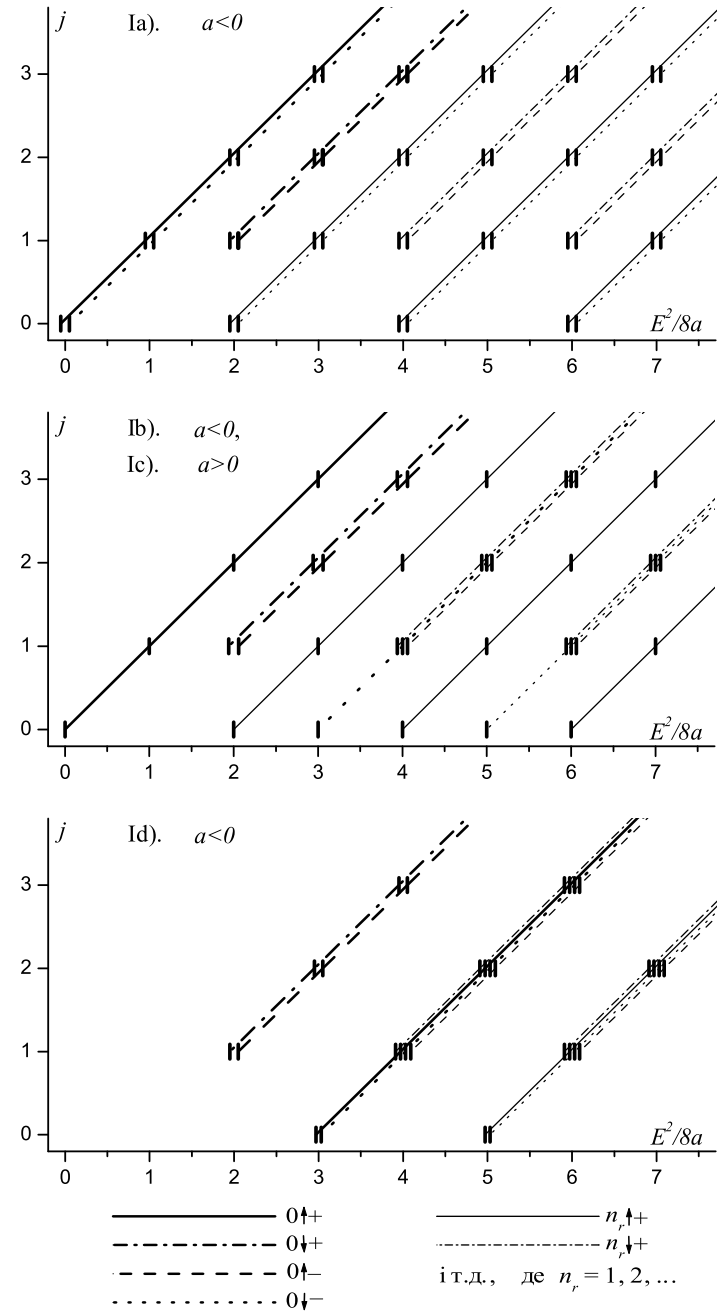 j Ia). a<0
3
2
1
0
E²/8a
0 1 2 3 4 5 6 7
j Ib). a<0,
Ic). a>0
3
2
1
0
E²/8a
0 1 2 3 4 5 6 7
j Id). a<0
3
2
1
0
E²/8a
0 1 2 3 4 5 6 7
0↑+
0↓+
0↑−
0↓−
nᵣ↑+
nᵣ↓+
і т.д., де nᵣ = 1, 2, ...